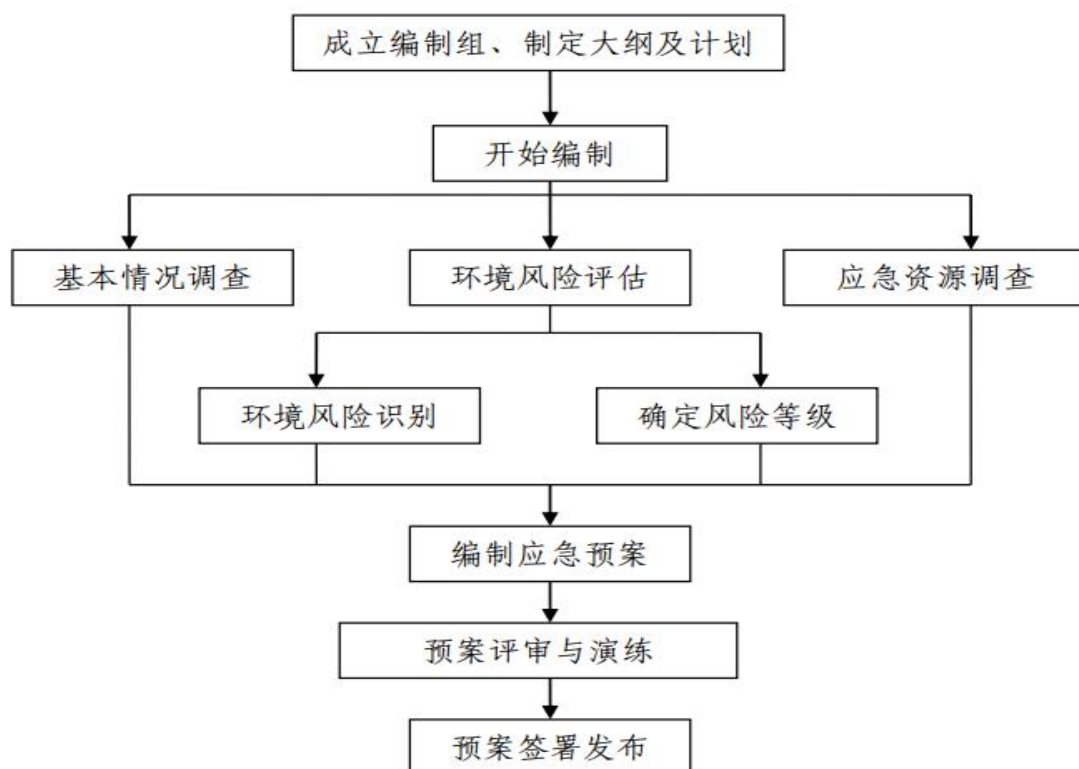 成立编制组、制定大纲及计划
开始编制
基本情况调查
环境风险评估
应急资源调查
环境风险识别
确定风险等级
编制应急预案
预案评审与演练
预案签署发布